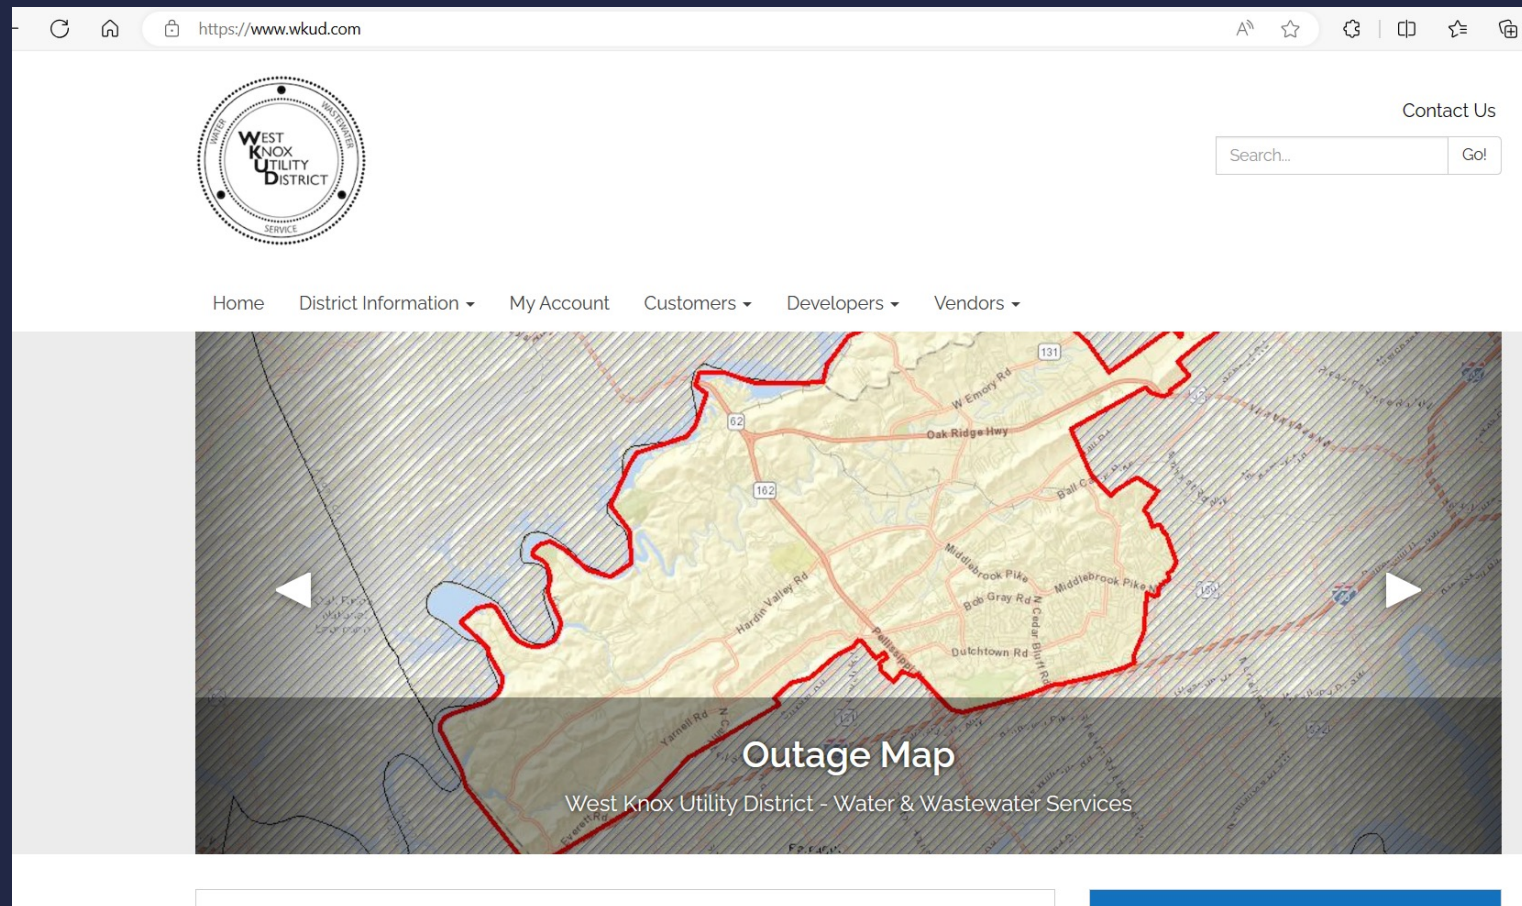 https://www.wkud.com
WATER
WASTEWATER
WEST
KNOX
UTILITY
DISTRICT
SERVICE
Contact Us
Search...
Go!
Home
District Information
My Account
Customers
Developers
Vendors
131
W Emory Rd
62
Oak Ridge Hwy
162
Middlebrook Pike
Middlebrook Pike
Bob Gray Rd
N Cedar Bluff Rd
Hardin Valley Rd
Dutchtown Rd
Pellissippi
169
Yarnell Rd
Everett Rd
Outage Map
West Knox Utility District - Water & Wastewater Services